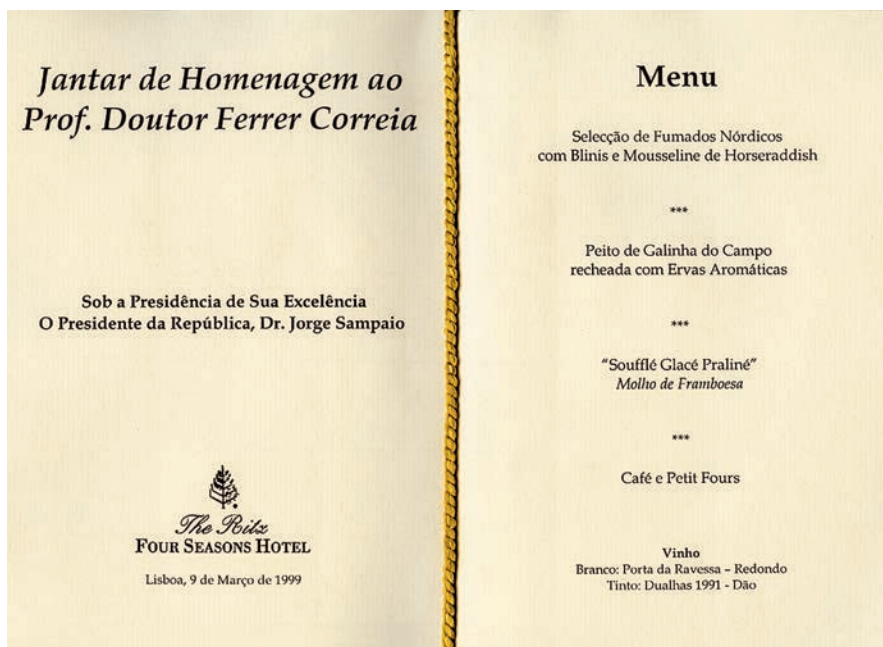 Jantar de Homenagem ao
Prof. Doutor Ferrer Correia
Sob a Presidência de Sua Excelência
O Presidente da República, Dr. Jorge Sampaio
The Ritz
FOUR SEASONS HOTEL
Lisboa, 9 de Março de 1999
Menu
Selecção de Fumados Nórdicos
com Blinis e Mousseline de Horseraddish
***
Peito de Galinha do Campo
recheada com Ervas Aromáticas
***
“Soufflé Glacé Praliné”
Molho de Framboesa
***
Café e Petit Fours
Vinho
Branco: Porta da Ravessa – Redondo
Tinto: Dualhas 1991 - Dão